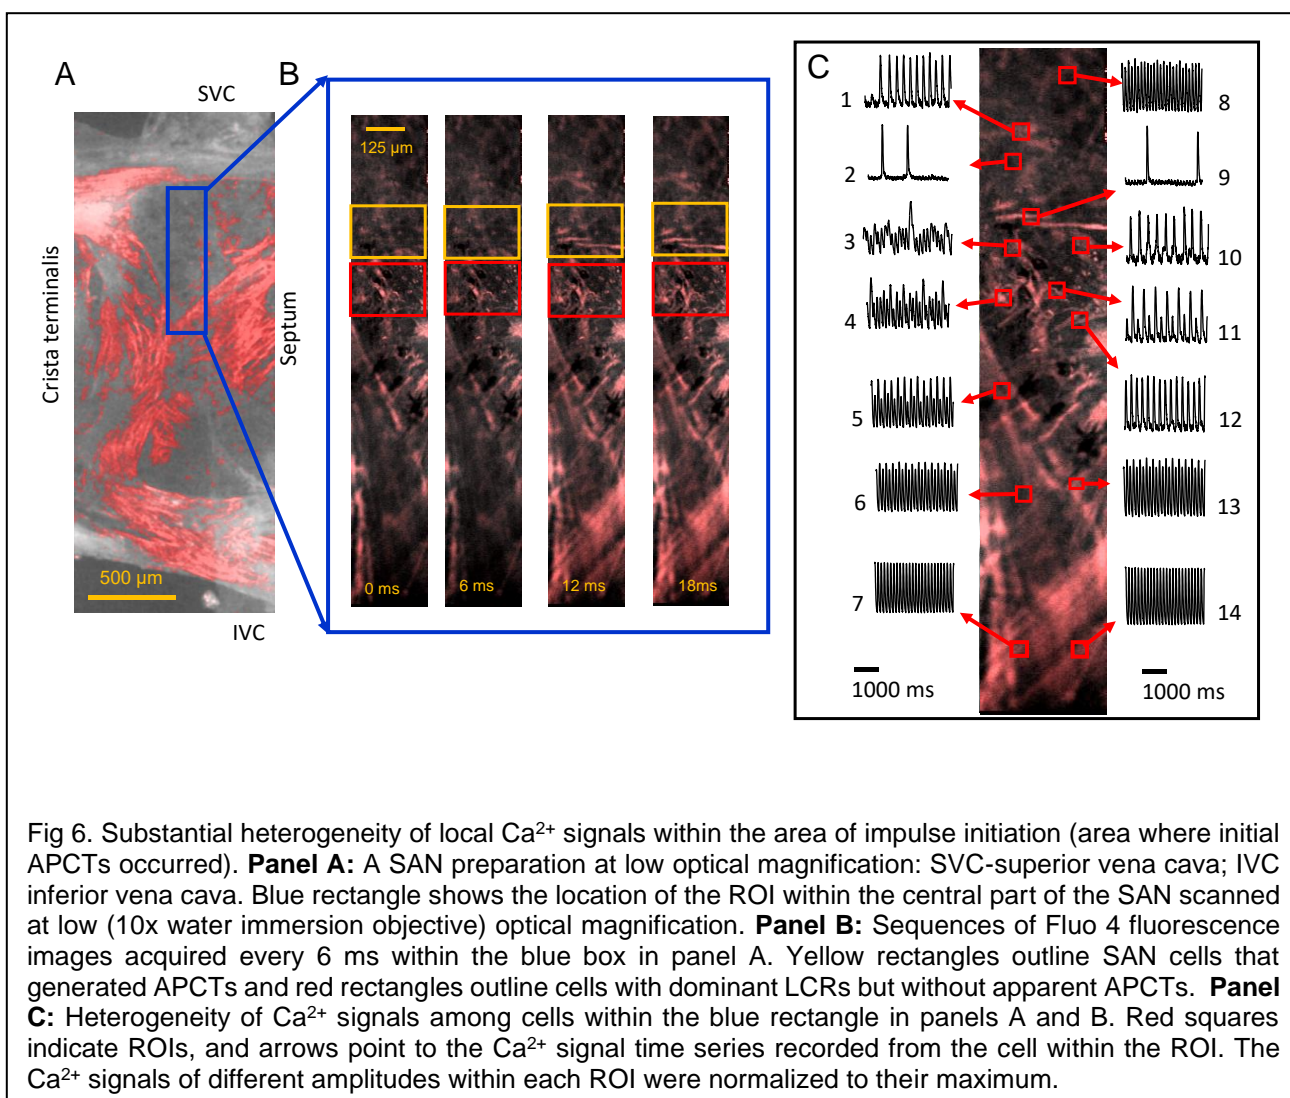 A
SVC
Crista terminalis
Septum
500 µm
IVC
B
125 µm
0 ms
6 ms
12 ms
18ms
C
1
2
3
4
5
6
7
8
9
10
11
12
13
14
1000 ms
1000 ms
Fig 6. Substantial heterogeneity of local Ca²⁺ signals within the area of impulse initiation (area where initial
APCTs occurred). Panel A: A SAN preparation at low optical magnification: SVC-superior vena cava; IVC
inferior vena cava. Blue rectangle shows the location of the ROI within the central part of the SAN scanned
at low (10x water immersion objective) optical magnification. Panel B: Sequences of Fluo 4 fluorescence
images acquired every 6 ms within the blue box in panel A. Yellow rectangles outline SAN cells that
generated APCTs and red rectangles outline cells with dominant LCRs but without apparent APCTs. Panel
C: Heterogeneity of Ca²⁺ signals among cells within the blue rectangle in panels A and B. Red squares
indicate ROIs, and arrows point to the Ca²⁺ signal time series recorded from the cell within the ROI. The
Ca²⁺ signals of different amplitudes within each ROI were normalized to their maximum.